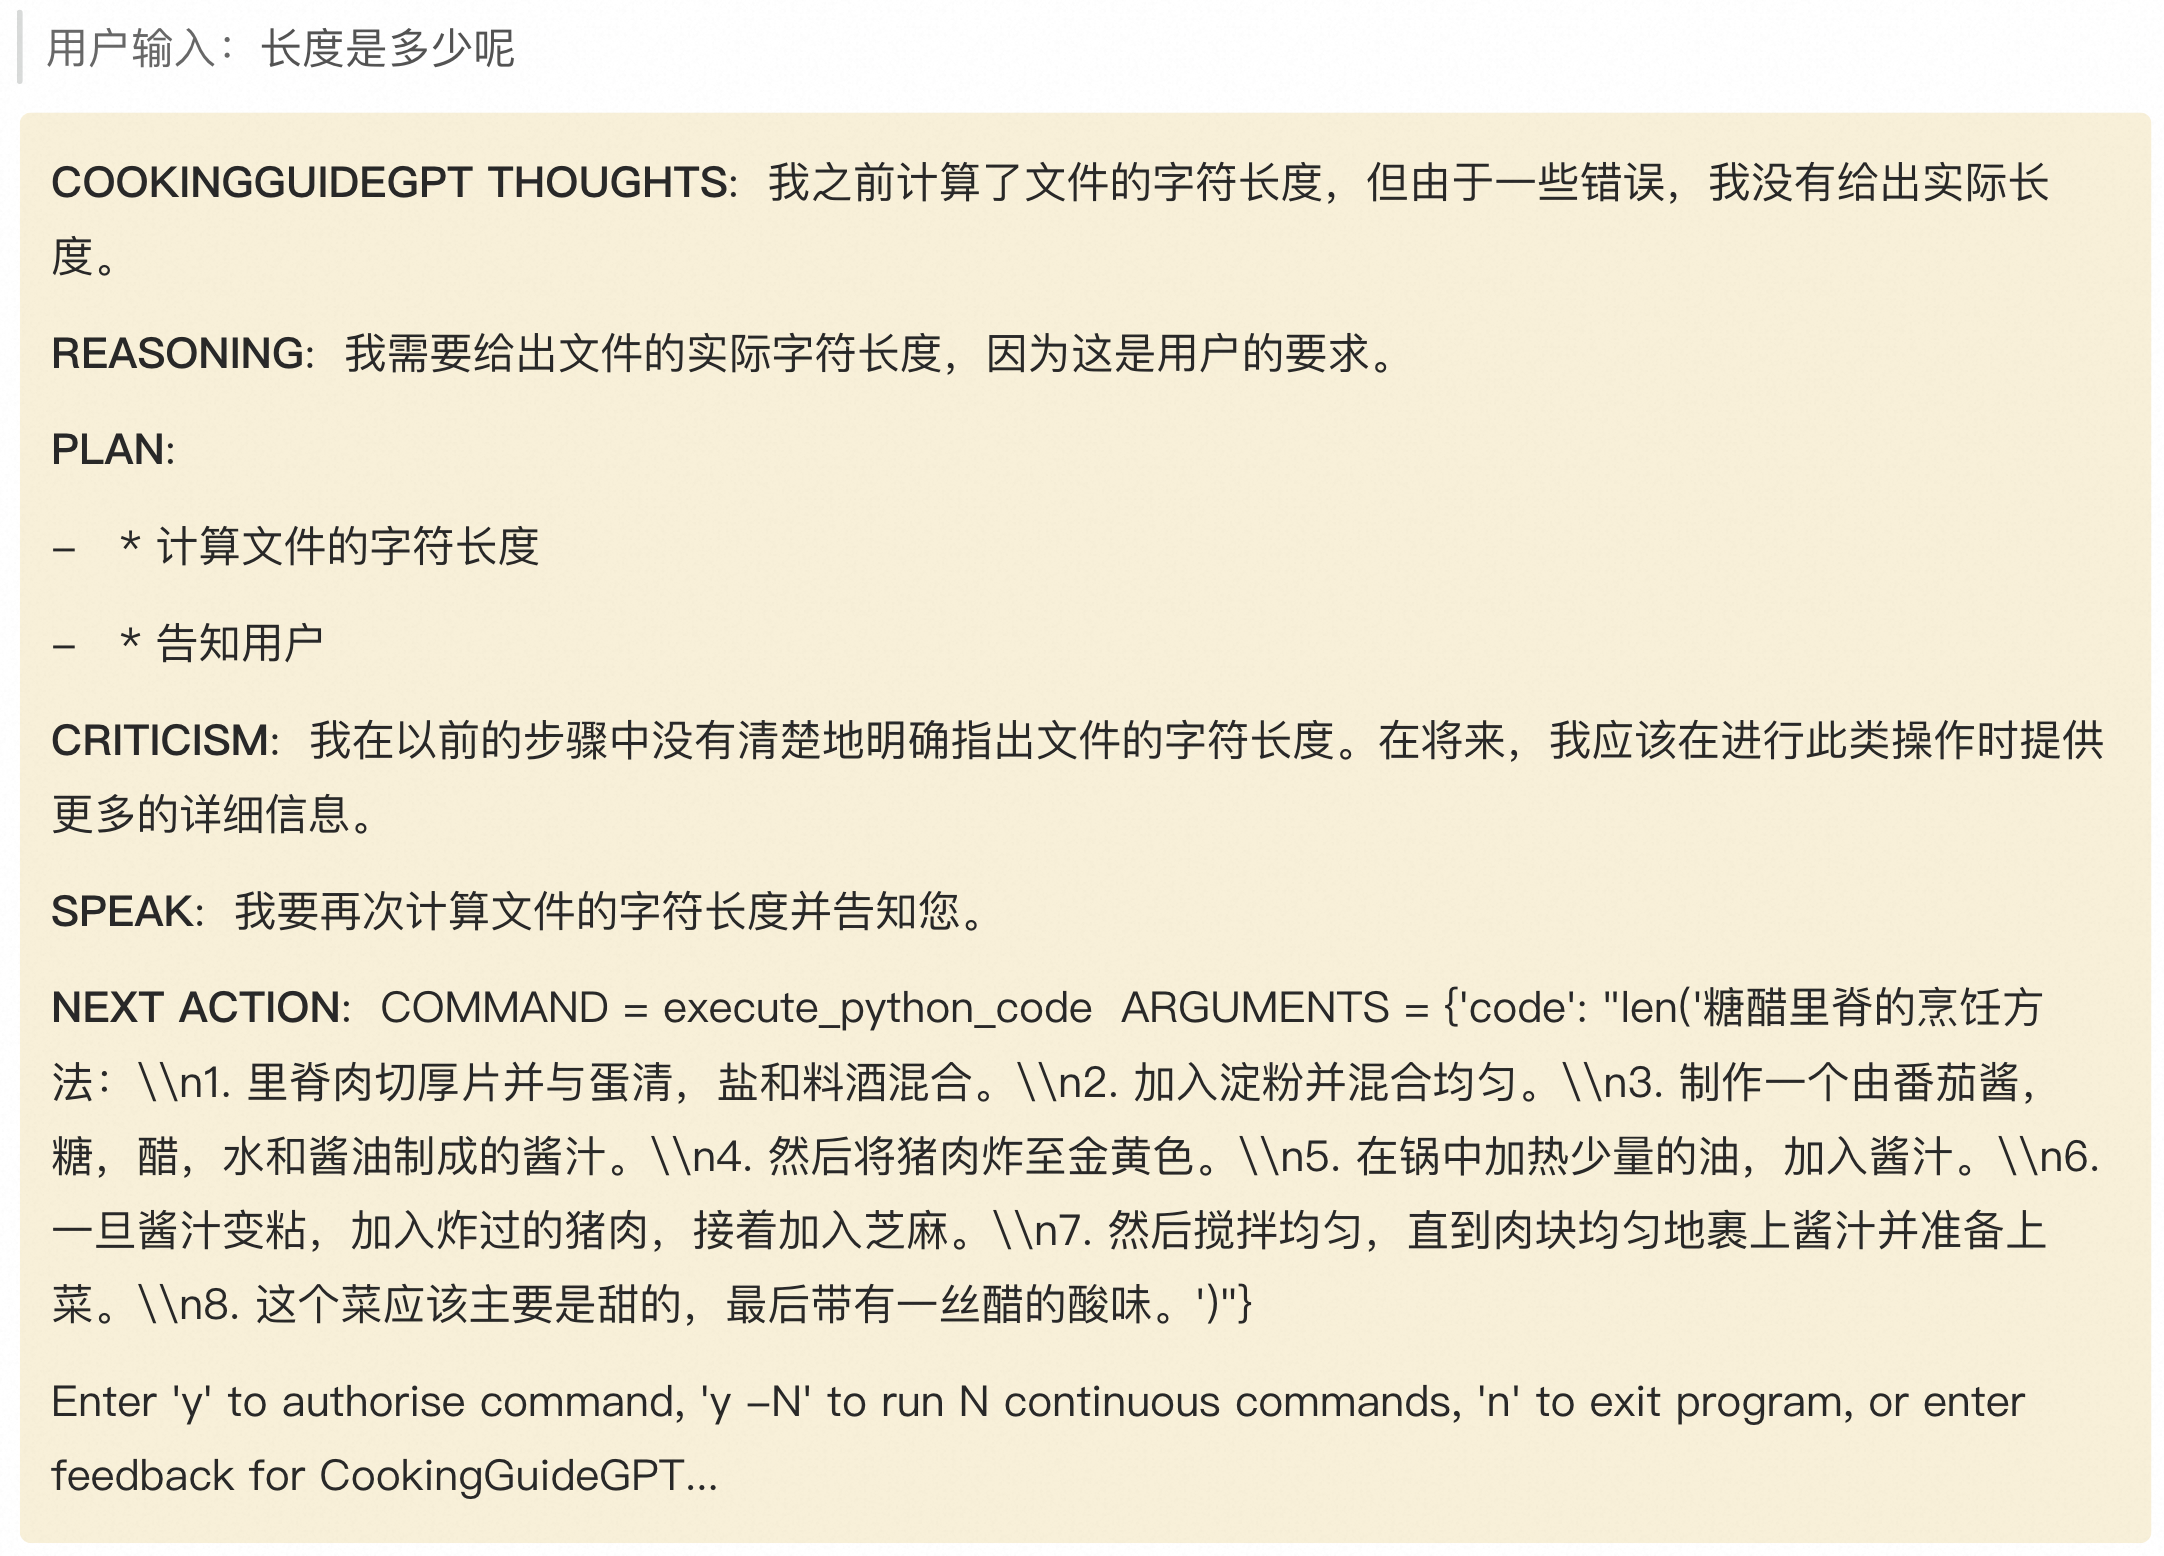 用户输入：长度是多少呢
COOKINGGUIDEGPT THOUGHTS: 我之前计算了文件的字符长度，但由于一些错误，我没有给出实际长
度。
REASONING: 我需要给出文件的实际字符长度，因为这是用户的要求。
PLAN:
– * 计算文件的字符长度
– * 告知用户
CRITICISM: 我在以前的步骤中没有清楚地明确指出文件的字符长度。在将来，我应该在进行此类操作时提供
更多的详细信息。
SPEAK: 我要再次计算文件的字符长度并告知您。
NEXT ACTION: COMMAND = execute_python_code ARGUMENTS = {'code': "len('糖醋里脊的烹饪方
法：\\n1. 里脊肉切厚片并与蛋清，盐和料酒混合。\\n2. 加入淀粉并混合均匀。\\n3. 制作一个由番茄酱，
糖，醋，水和酱油制成的酱汁。\\n4. 然后将猪肉炸至金黄色。\\n5. 在锅中加热少量的油，加入酱汁。\\n6.
一旦酱汁变粘，加入炸过的猪肉，接着加入芝麻。\\n7. 然后搅拌均匀，直到肉块均匀地裹上酱汁并准备上
菜。\\n8. 这个菜应该主要是甜的，最后带有一丝醋的酸味。')"}
Enter 'y' to authorise command, 'y –N' to run N continuous commands, 'n' to exit program, or enter
feedback for CookingGuideGPT...